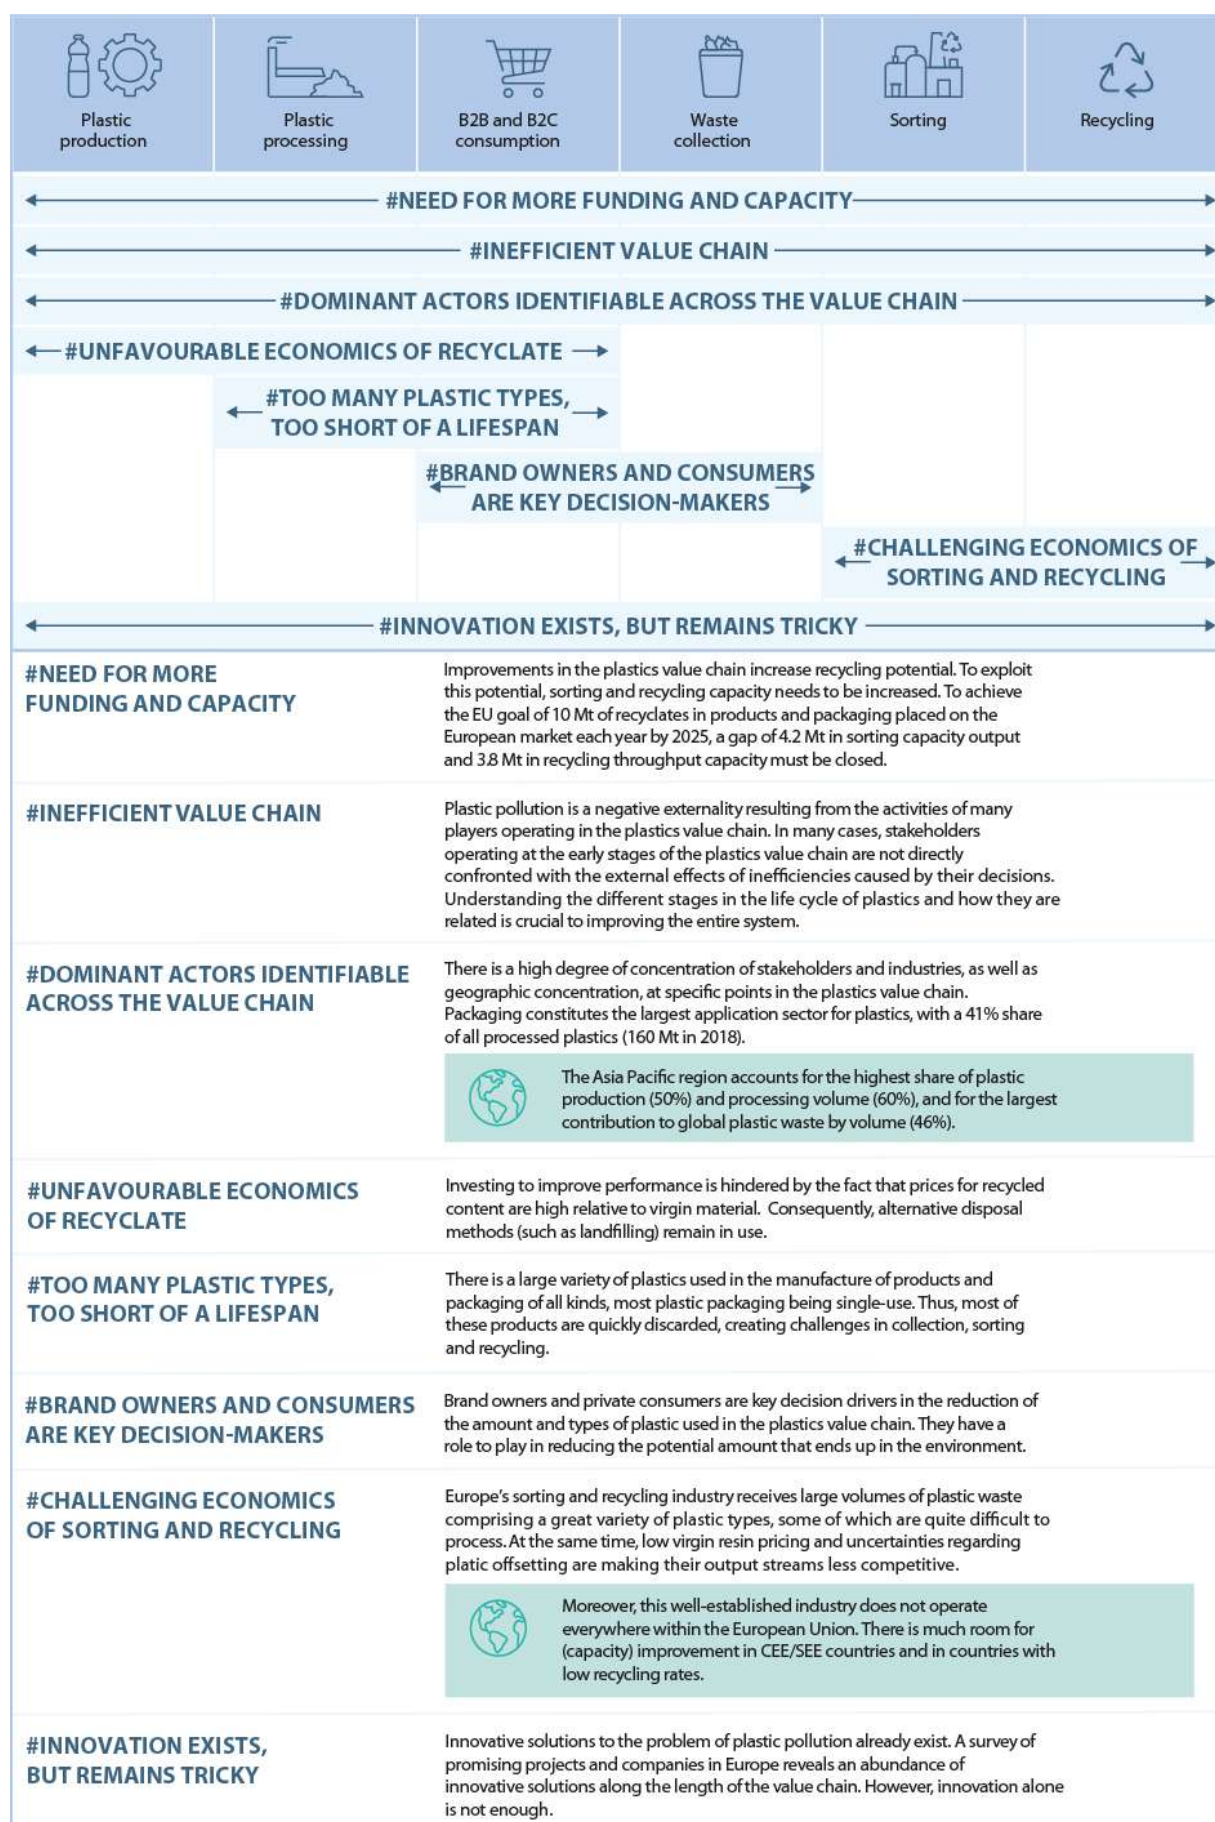 Plastic
production
Plastic
processing
B2B and B2C
consumption
Waste
collection
Sorting
Recycling
#NEED FOR MORE FUNDING AND CAPACITY
#INEFFICIENT VALUE CHAIN
#DOMINANT ACTORS IDENTIFIABLE ACROSS THE VALUE CHAIN
#UNFAVOURABLE ECONOMICS OF RECYCLATE
#TOO MANY PLASTIC TYPES,
TOO SHORT OF A LIFESPAN
#BRAND OWNERS AND CONSUMERS
ARE KEY DECISION-MAKERS
#CHALLENGING ECONOMICS OF
SORTING AND RECYCLING
#INNOVATION EXISTS, BUT REMAINS TRICKY
#NEED FOR MORE
FUNDING AND CAPACITY
Improvements in the plastics value chain increase recycling potential. To exploit
this potential, sorting and recycling capacity needs to be increased. To achieve
the EU goal of 10 Mt of recyclates in products and packaging placed on the
European market each year by 2025, a gap of 4.2 Mt in sorting capacity output
and 3.8 Mt in recycling throughput capacity must be closed.
#INEFFICIENT VALUE CHAIN
Plastic pollution is a negative externality resulting from the activities of many
players operating in the plastics value chain. In many cases, stakeholders
operating at the early stages of the plastics value chain are not directly
confronted with the external effects of inefficiencies caused by their decisions.
Understanding the different stages in the life cycle of plastics and how they are
related is crucial to improving the entire system.
#DOMINANT ACTORS IDENTIFIABLE
ACROSS THE VALUE CHAIN
There is a high degree of concentration of stakeholders and industries, as well as
geographic concentration, at specific points in the plastics value chain.
Packaging constitutes the largest application sector for plastics, with a 41% share
of all processed plastics (160 Mt in 2018).
The Asia Pacific region accounts for the highest share of plastic
production (50%) and processing volume (60%), and for the largest
contribution to global plastic waste by volume (46%).
#UNFAVOURABLE ECONOMICS
OF RECYCLATE
Investing to improve performance is hindered by the fact that prices for recycled
content are high relative to virgin material. Consequently, alternative disposal
methods (such as landfilling) remain in use.
#TOO MANY PLASTIC TYPES,
TOO SHORT OF A LIFESPAN
There is a large variety of plastics used in the manufacture of products and
packaging of all kinds, most plastic packaging being single-use. Thus, most of
these products are quickly discarded, creating challenges in collection, sorting
and recycling.
#BRAND OWNERS AND CONSUMERS
ARE KEY DECISION-MAKERS
Brand owners and private consumers are key decision drivers in the reduction of
the amount and types of plastic used in the plastics value chain. They have a
role to play in reducing the potential amount that ends up in the environment.
#CHALLENGING ECONOMICS
OF SORTING AND RECYCLING
Europe's sorting and recycling industry receives large volumes of plastic waste
comprising a great variety of plastic types, some of which are quite difficult to
process. At the same time, low virgin resin pricing and uncertainties regarding
platic offsetting are making their output streams less competitive.
Moreover, this well-established industry does not operate
everywhere within the European Union. There is much room for
(capacity) improvement in CEE/SEE countries and in countries with
low recycling rates.
#INNOVATION EXISTS,
BUT REMAINS TRICKY
Innovative solutions to the problem of plastic pollution already exist. A survey of
promising projects and companies in Europe reveals an abundance of
innovative solutions along the length of the value chain. However, innovation alone
is not enough.